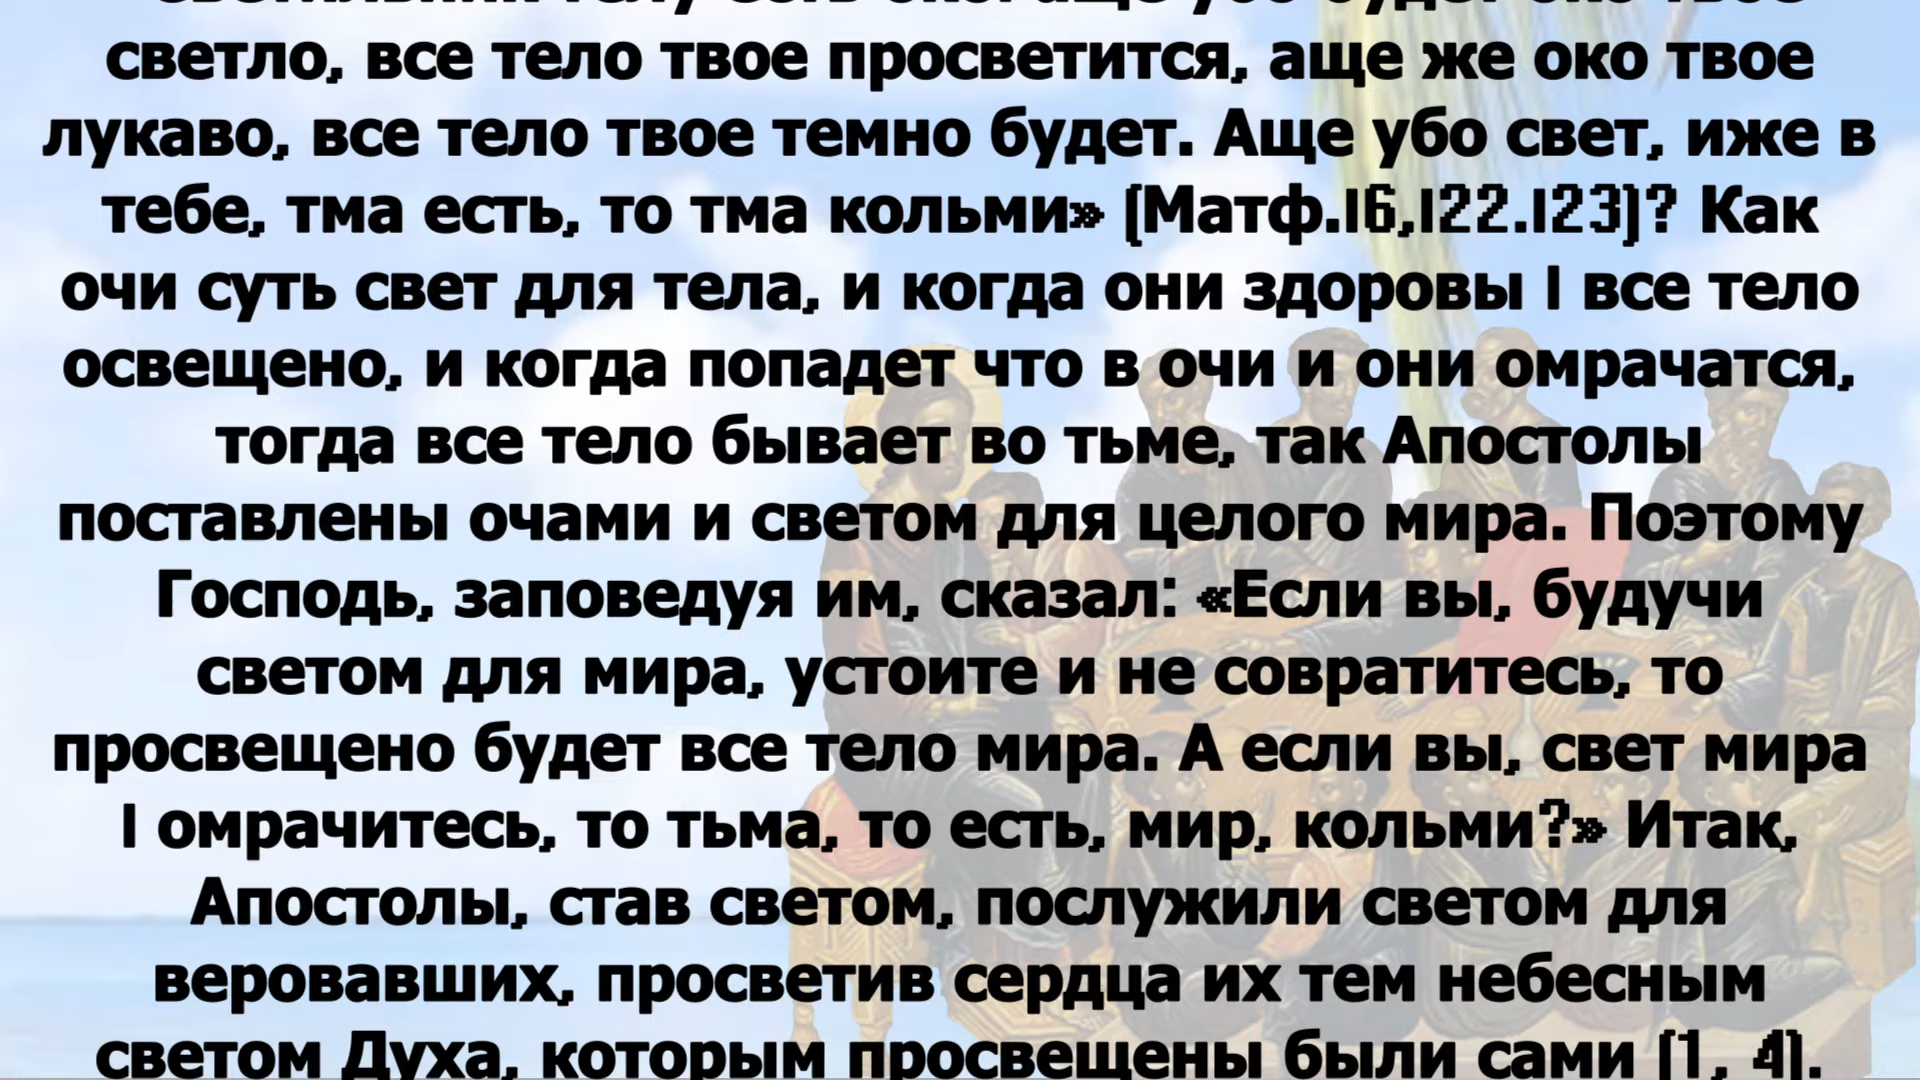 светло, все тело твое просветится, аще же око твое
лукаво, все тело твое темно будет. Аще убо свет, иже в
тебе, тма есть, то тма кольми» (Матф.I6,I22.I23)? Как
очи суть свет для тела, и когда они здоровы I все тело
освещено, и когда попадет что в очи и они омрачатся,
тогда все тело бывает во тьме, так Апостолы
поставлены очами и светом для целого мира. Поэтому
Господь, заповедуя им, сказал: «Если вы, будучи
светом для мира, устоите и не совратитесь, то
просвещено будет все тело мира. А если вы, свет мира
I омрачитесь, то тьма, то есть, мир, кольми?» Итак,
Апостолы, став светом, послужили светом для
веровавших, просветив сердца их тем небесным
светом Духа, которым просвещены были сами (1, 4).